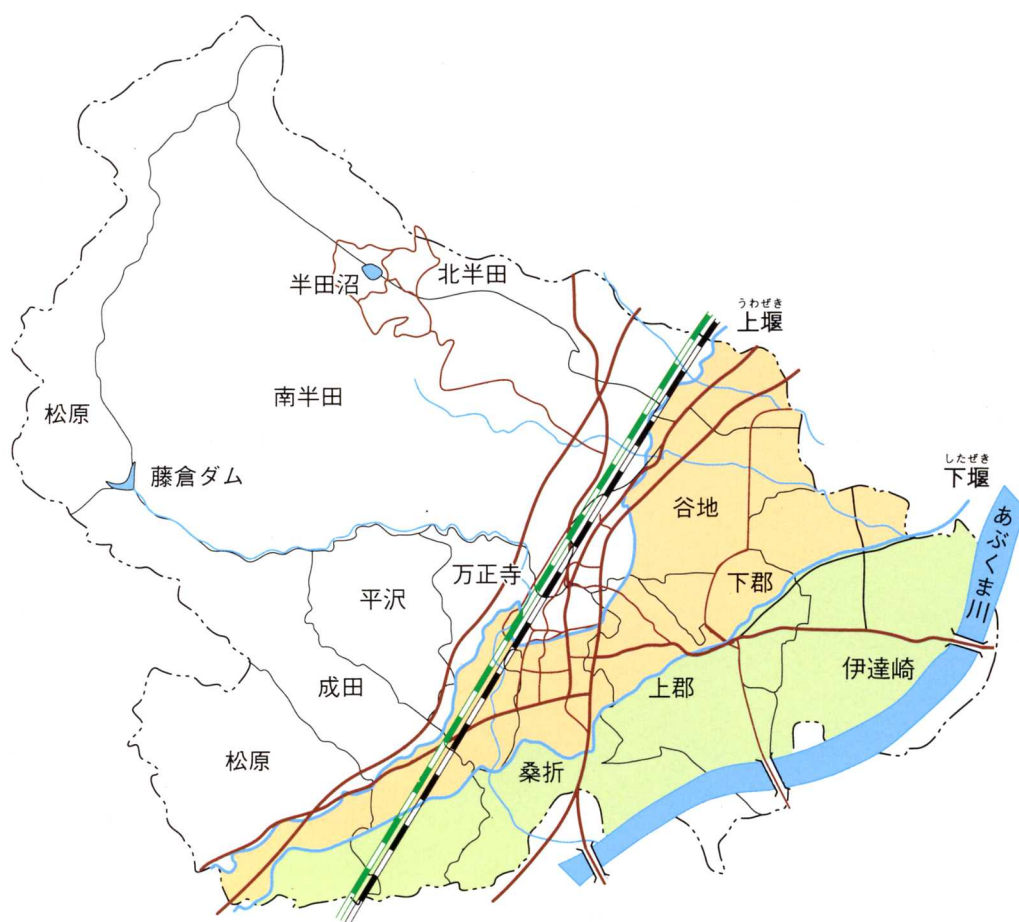 半田沼
北半田
うわぜき
上堰
松原
南半田
藤倉ダム
したぜき
下堰
谷地
あぶくま川
平沢
万正寺
下郡
成田
上郡
伊達崎
松原
桑折